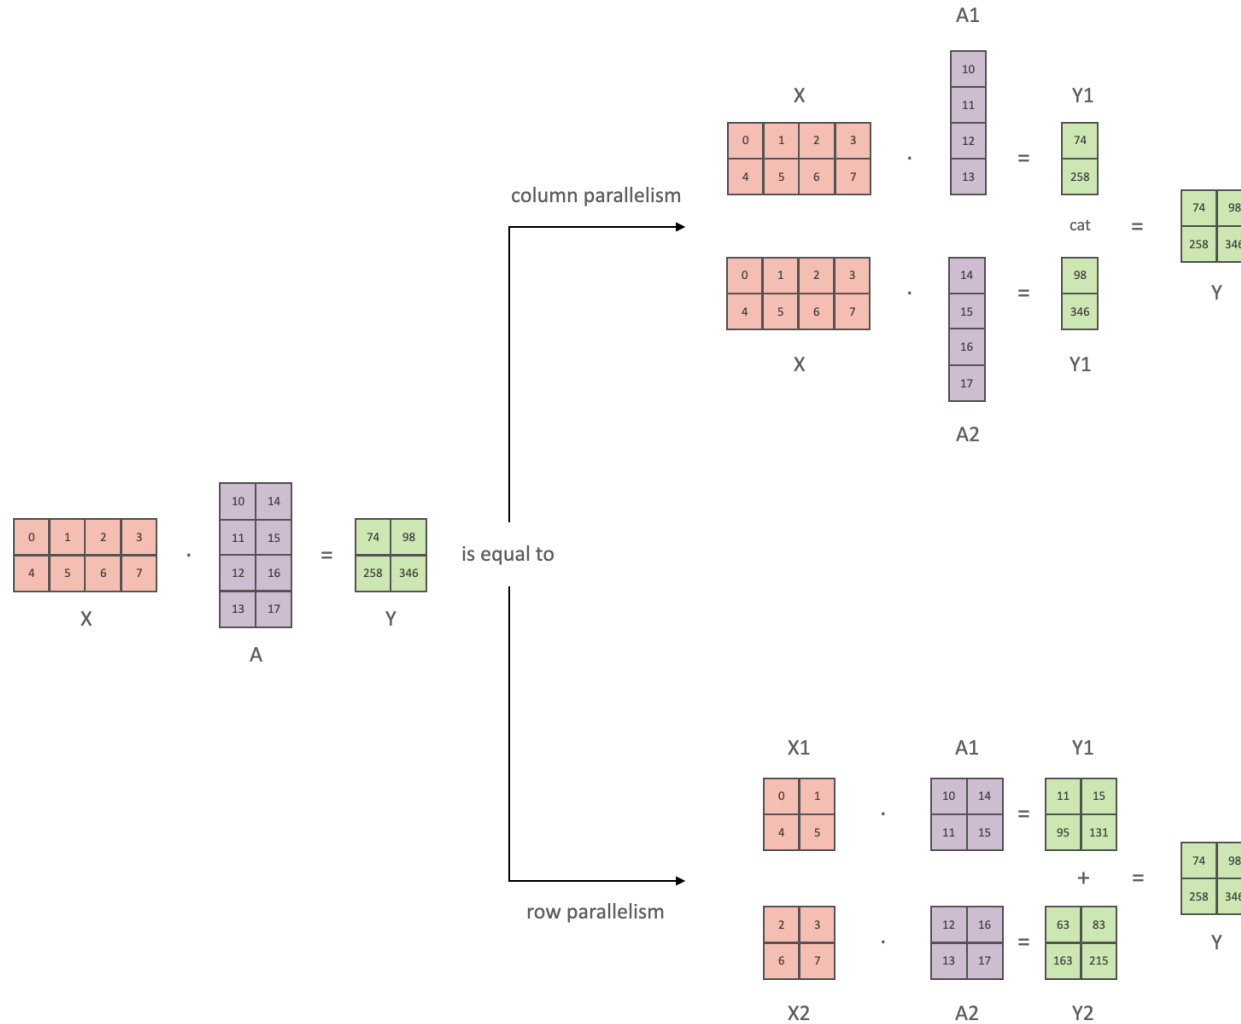 A1
10
11
12
13
X
0 1 2 3
4 5 6 7
·
=
Y1
74
258
column parallelism
cat
=
74 98
258 346
Y
0 1 2 3
4 5 6 7
X
·
14
15
16
17
A2
=
98
346
Y1
0 1 2 3
4 5 6 7
X
·
10 14
11 15
12 16
13 17
A
=
74 98
258 346
Y
is equal to
row parallelism
X1
0 1
4 5
·
A1
10 14
11 15
=
Y1
11 15
95 131
+
=
74 98
258 346
Y
2 3
6 7
X2
·
12 16
13 17
A2
=
63 83
163 215
Y2